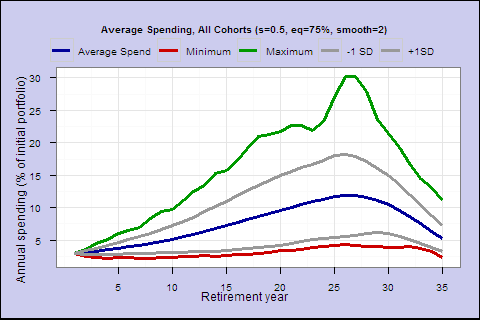 Average Spending, All Cohorts (s=0.5, eq=75%, smooth=2)
Average Spend Minimum Maximum -1 SD +1SD
Annual spending (% of initial portfolio)
30
25
20
15
10
5
5 10 15 20 25 30 35
Retirement year